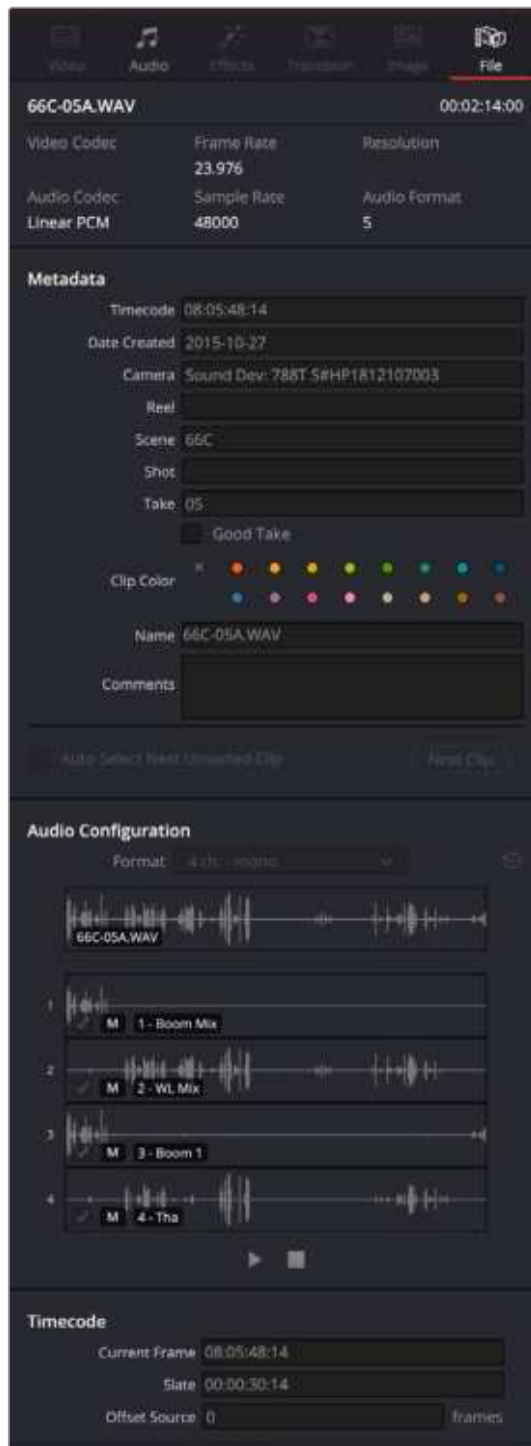 Video Audio Effects Transition Image File
66C-05A.WAV 00:02:14:00
Video Codec Frame Rate Resolution
23.976
Audio Codec Sample Rate Audio Format
Linear PCM 48000 5
Metadata
Timecode 08:05:48:14
Date Created 2015-10-27
Camera Sound Dev: 788T S#HP1812107003
Reel
Scene 66C
Shot
Take 05
Good Take
Clip Color
Name 66C-05A.WAV
Comments
Auto Select Next Unsorted Clip Next Clip
Audio Configuration
Format 4 ch. - mono
66C-05A.WAV
1 M 1 - Boom Mix
2 M 2 - WL Mix
3 M 3 - Boom 1
4 M 4 - Tha
Timecode
Current Frame 08:05:48:14
Slate 00:00:30:14
Offset Source 0 frames